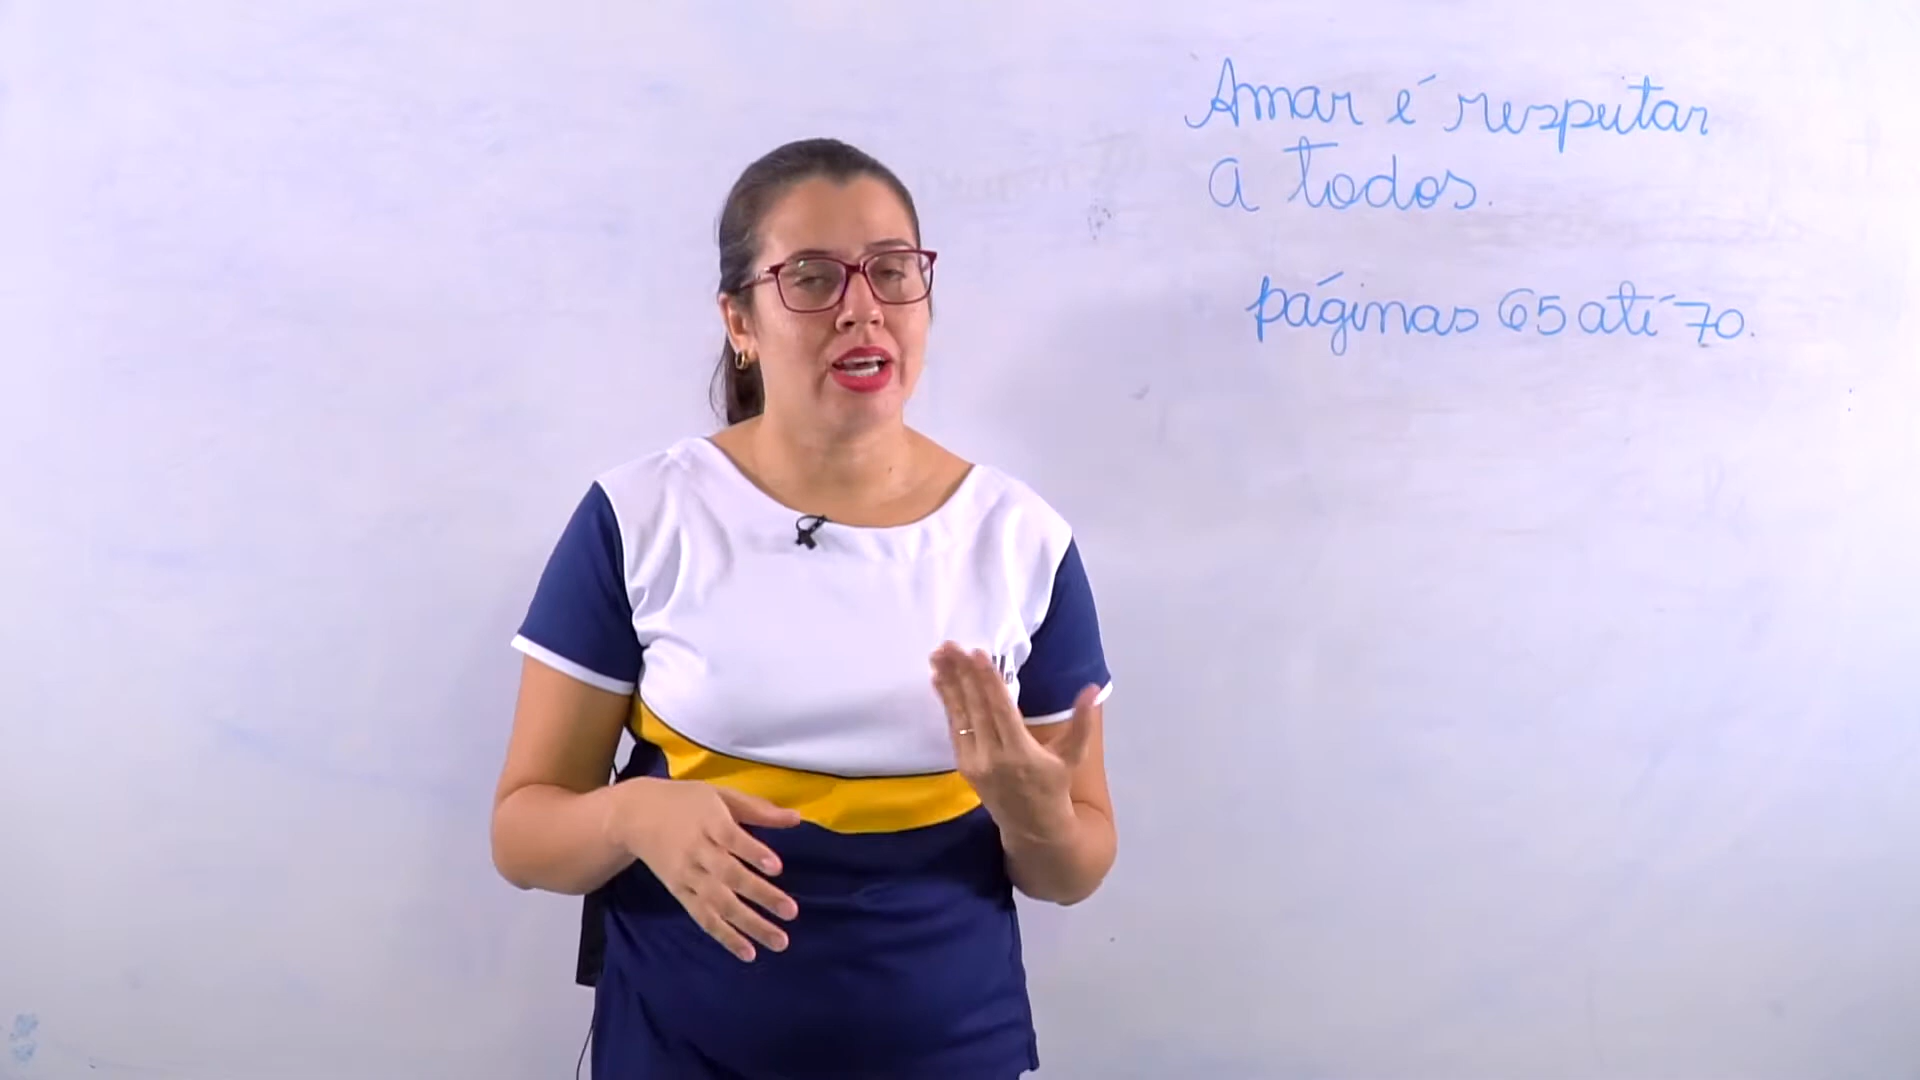 Amar é respeitar
a todos.
páginas 65 até 70.